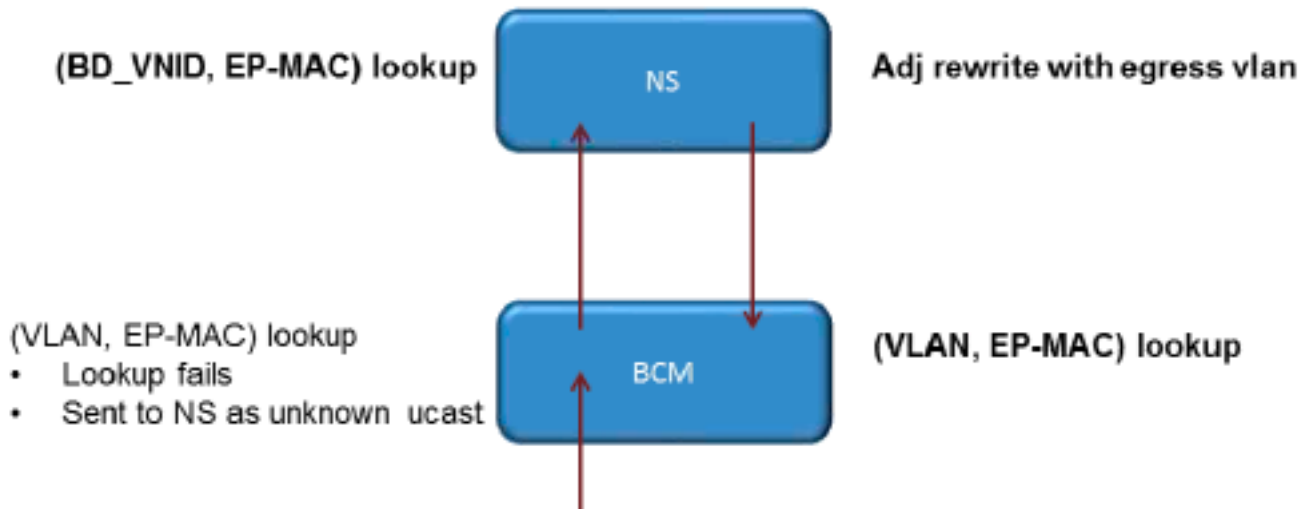 (BD_VNID, EP-MAC) lookup
NS
Adj rewrite with egress vlan
(VLAN, EP-MAC) lookup
• Lookup fails
• Sent to NS as unknown ucast
BCM
(VLAN, EP-MAC) lookup